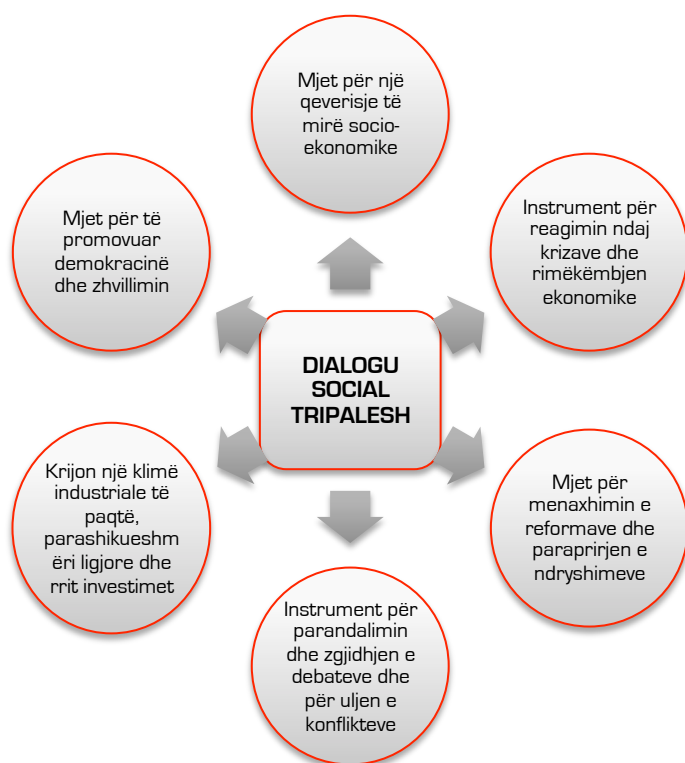 Mjet për një
qeverisje të
mirë socio-
ekonomike
Instrument për
reagimin ndaj
krizave dhe
rimëkëmbjen
ekonomike
Mjet për
menaxhimin e
reformave dhe
paraprirjen e
ndryshimeve
Instrument për
parandalimin
dhe zgjidhjen e
debateve dhe
për uljen e
konflikteve
Krijon një klimë
industriale të
paqtë,
parashikueshm
ëri ligjore dhe
rrit investimet
Mjet për të
promovuar
demokracinë
dhe zhvillimin
DIALOGU
SOCIAL
TRIPALESH